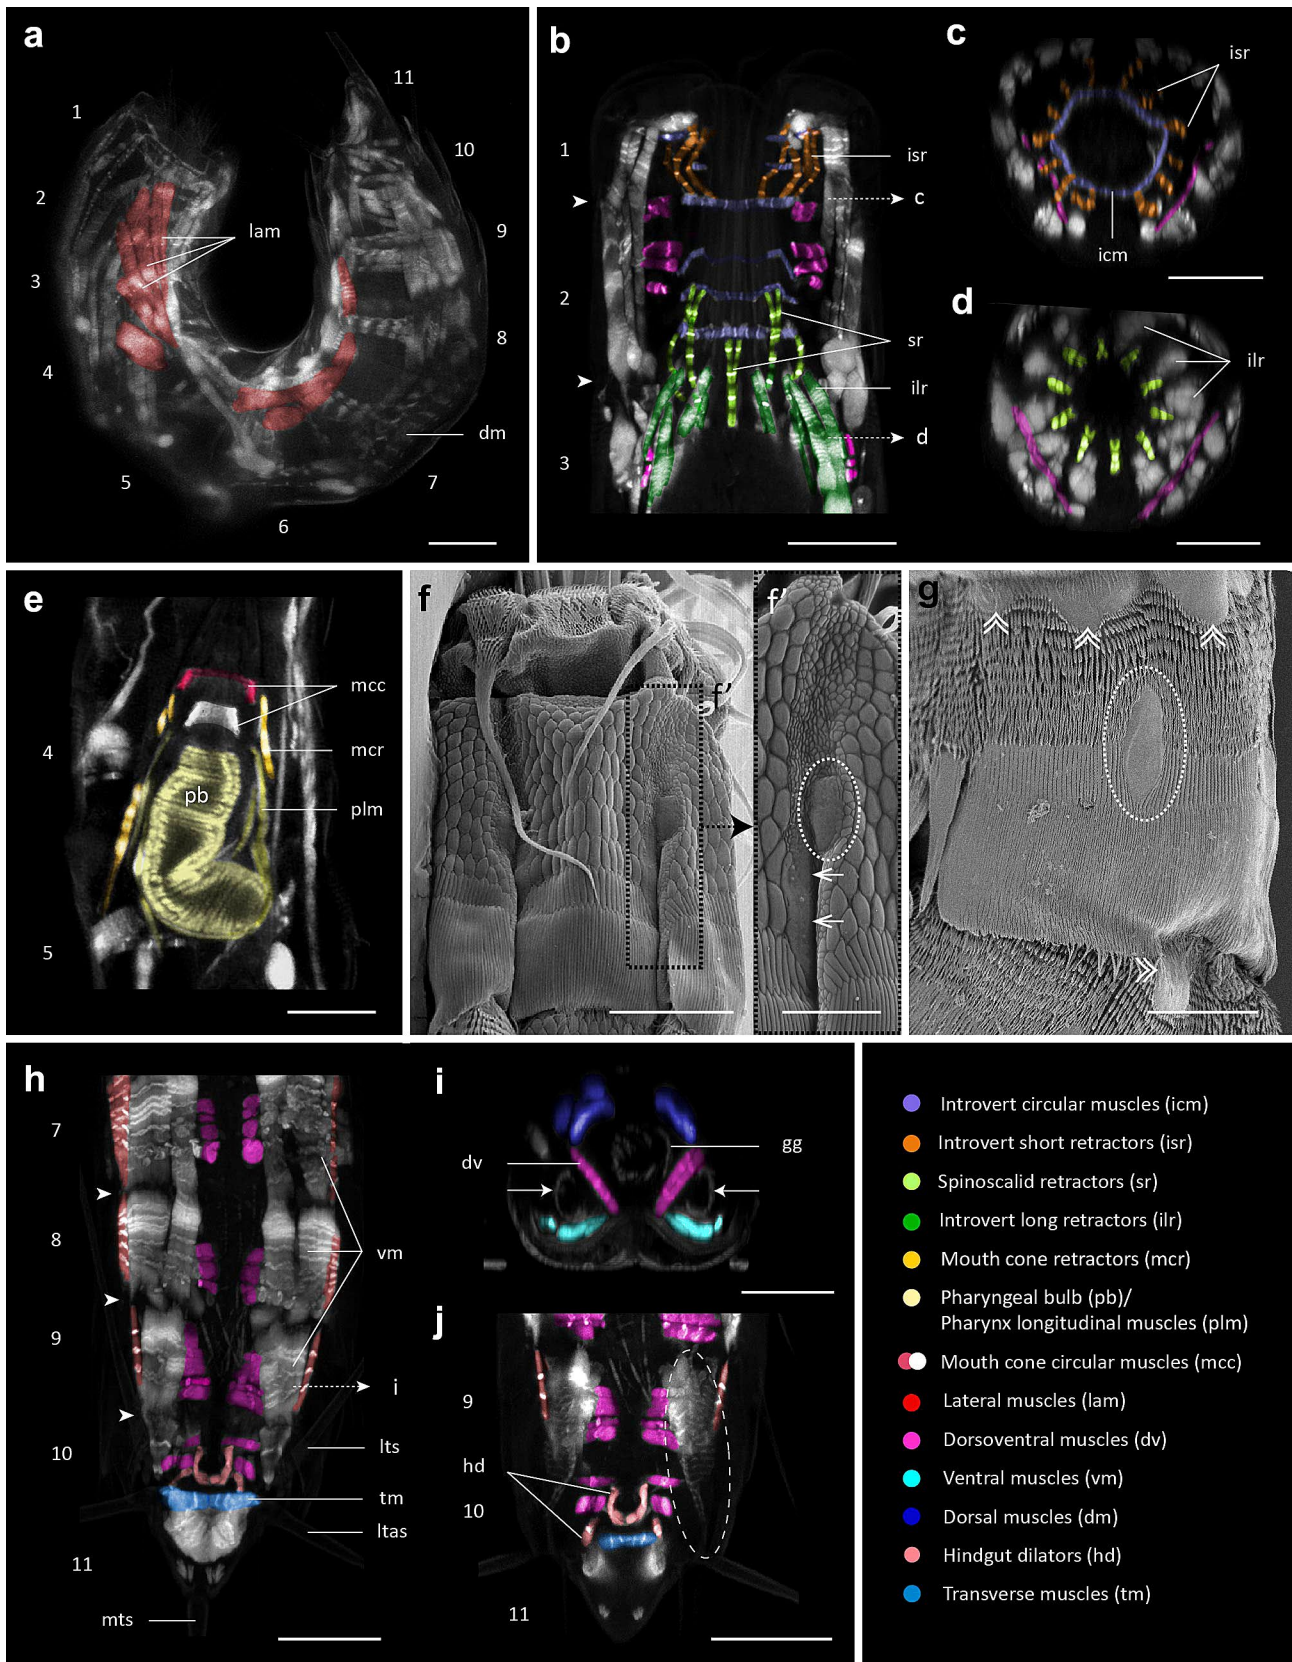 a
1
2
3
4
5
6
7
8
9
10
11
lam
dm
b
1
2
3
isr
c
sr
ilr
d
c
isr
icm
d
ilr
e
4
5
pb
mcc
mcr
plm
f
f'
f'
g
h
7
8
9
10
11
vm
i
lts
tm
ltas
mts
i
dv
gg
j
9
10
11
hd
Introvert circular muscles (icm)
Introvert short retractors (isr)
Spinoscalid retractors (sr)
Introvert long retractors (ilr)
Mouth cone retractors (mcr)
Pharyngeal bulb (pb)/
Pharynx longitudinal muscles (plm)
Mouth cone circular muscles (mcc)
Lateral muscles (lam)
Dorsoventral muscles (dv)
Ventral muscles (vm)
Dorsal muscles (dm)
Hindgut dilators (hd)
Transverse muscles (tm)